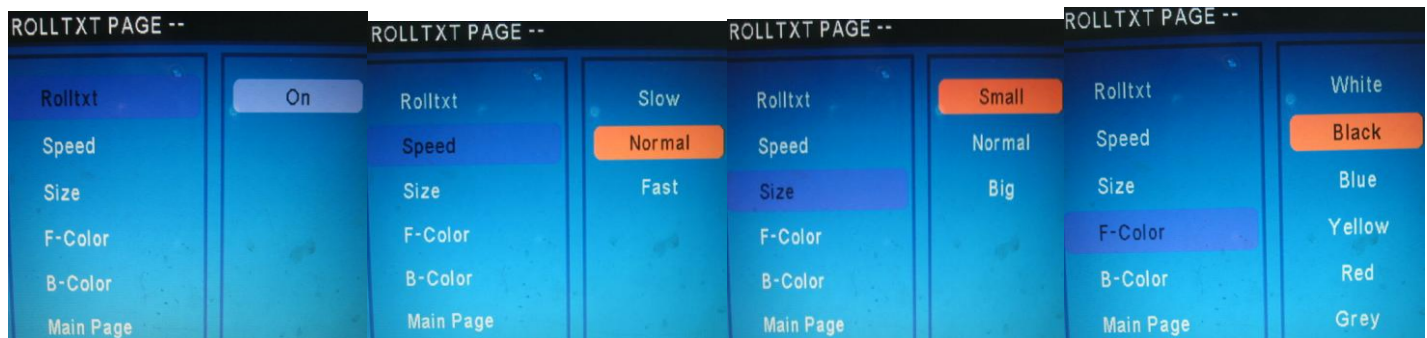 ROLLTXT PAGE --
Rolltxt
Speed
Size
F-Color
B-Color
Main Page
On
ROLLTXT PAGE --
Rolltxt
Speed
Size
F-Color
B-Color
Main Page
Slow
Normal
Fast
ROLLTXT PAGE --
Rolltxt
Speed
Size
F-Color
B-Color
Main Page
Small
Normal
Big
ROLLTXT PAGE --
Rolltxt
Speed
Size
F-Color
B-Color
Main Page
White
Black
Blue
Yellow
Red
Grey